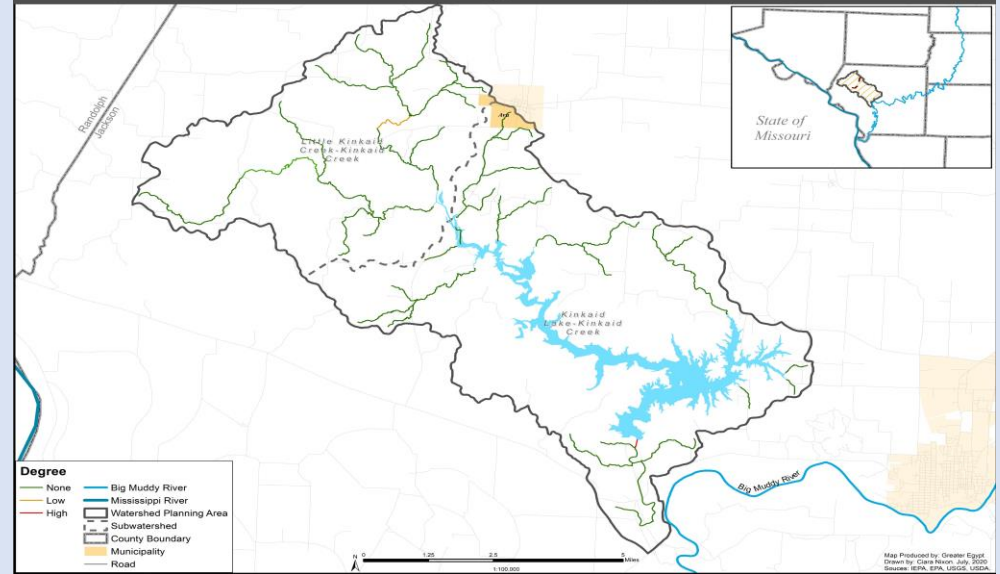 Randolph
Jackson
Little Kinkaid
Creek-Kinkaid
Creek
Ava
State of
Missouri
Kinkaid
Lake-Kinkaid
Creek
Big Muddy River
Degree
None
Low
High
Big Muddy River
Mississippi River
Watershed Planning Area
Subwatershed
County Boundary
Municipality
Road
N
0
1.25
2.5
5
Miles
1:100,000
Map Produced by: Greater Egypt
Drawn by: Ciara Nixon July, 2020
Souces: IEPA, EPA, USGS, USDA.